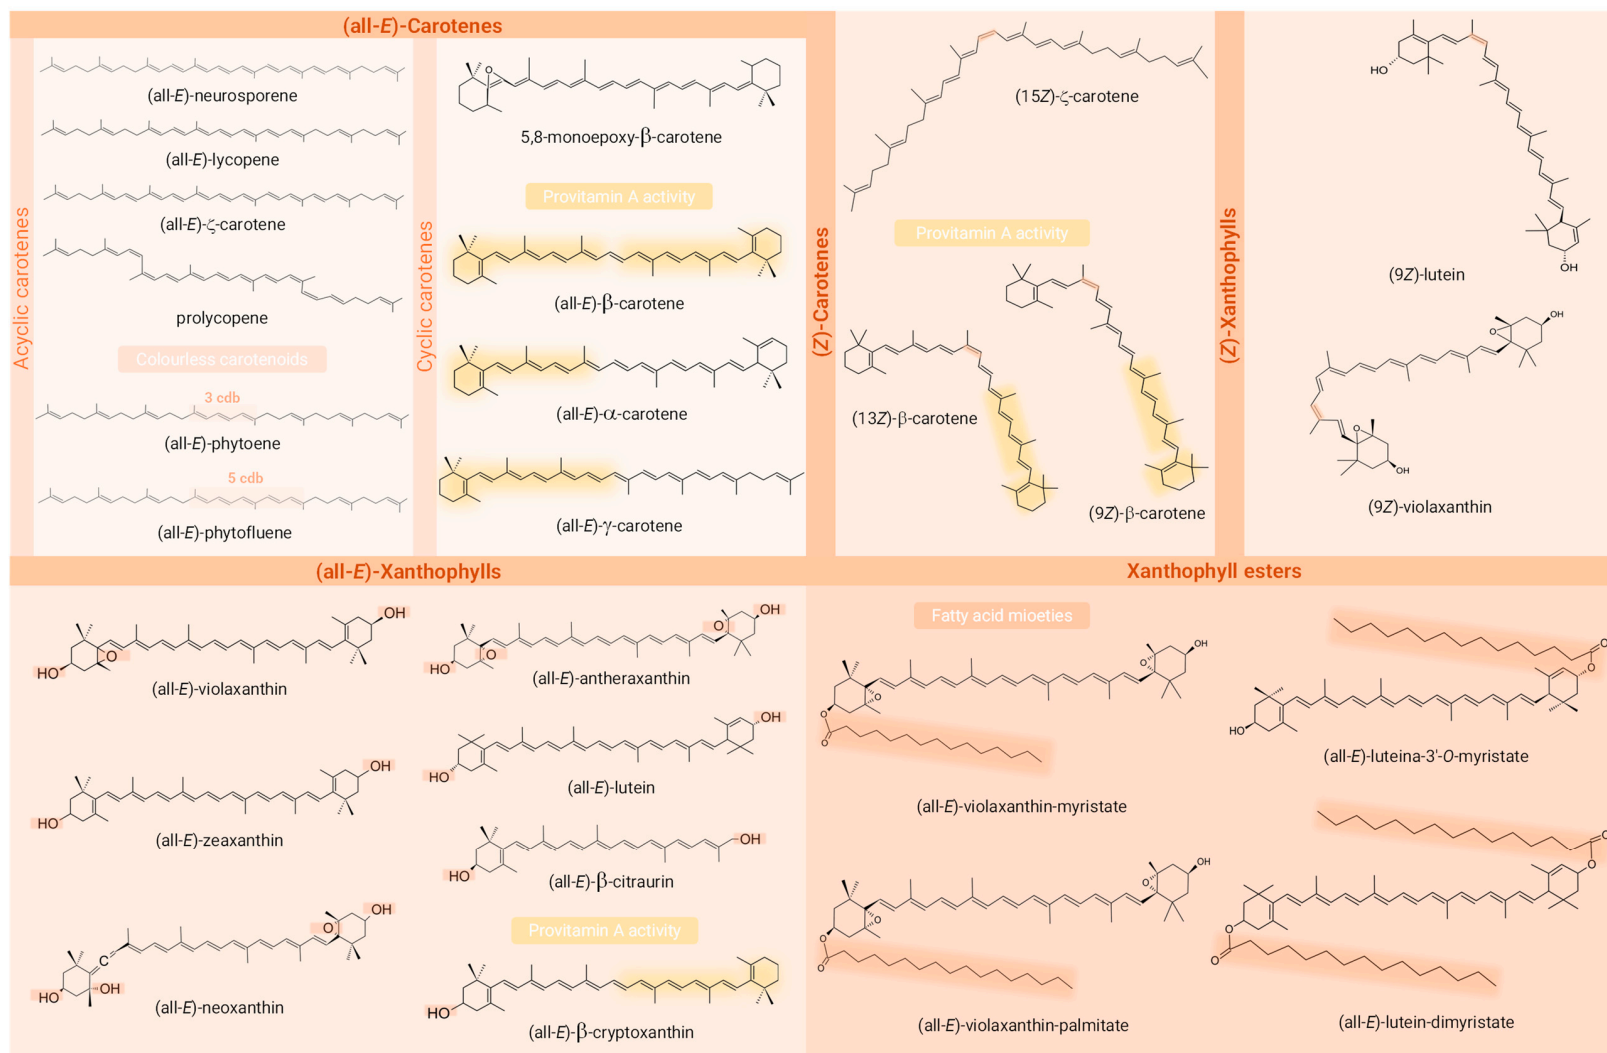 (all-E)-Carotenes
Acyclic carotenes
(all-E)-neurosporene
(all-E)-lycopene
(all-E)-ζ-carotene
prolycopene
Colourless carotenoids
3 cdb
(all-E)-phytoene
5 cdb
(all-E)-phytofluene
Cyclic carotenes
O
5,8-monoepoxy-β-carotene
Provitamin A activity
(all-E)-β-carotene
(all-E)-α-carotene
(all-E)-γ-carotene
(Z)-Carotenes
(15Z)-ζ-carotene
Provitamin A activity
(13Z)-β-carotene
(9Z)-β-carotene
(Z)-Xanthophylls
HO
OH
(9Z)-lutein
OH
O
O
OH
(9Z)-violaxanthin
(all-E)-Xanthophylls
OH
O
HO
(all-E)-violaxanthin
OH
O
O
HO
(all-E)-antheraxanthin
OH
HO
(all-E)-zeaxanthin
OH
HO
(all-E)-lutein
OH
HO
(all-E)-β-citraurin
OH
O
C
OH
HO
(all-E)-neoxanthin
Provitamin A activity
HO
(all-E)-β-cryptoxanthin
Xanthophyll esters
Fatty acid mioeties
OH
O
O
O
O
(all-E)-violaxanthin-myristate
O
O
HO
(all-E)-luteina-3'-O-myristate
OH
O
O
O
O
(all-E)-violaxanthin-palmitate
O
O
O
O
(all-E)-lutein-dimyristate